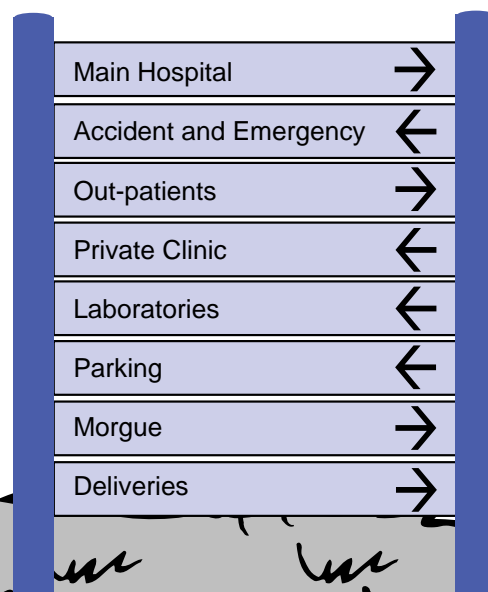 Main Hospital →
Accident and Emergency ←
Out-patients →
Private Clinic ←
Laboratories ←
Parking ←
Morgue →
Deliveries →